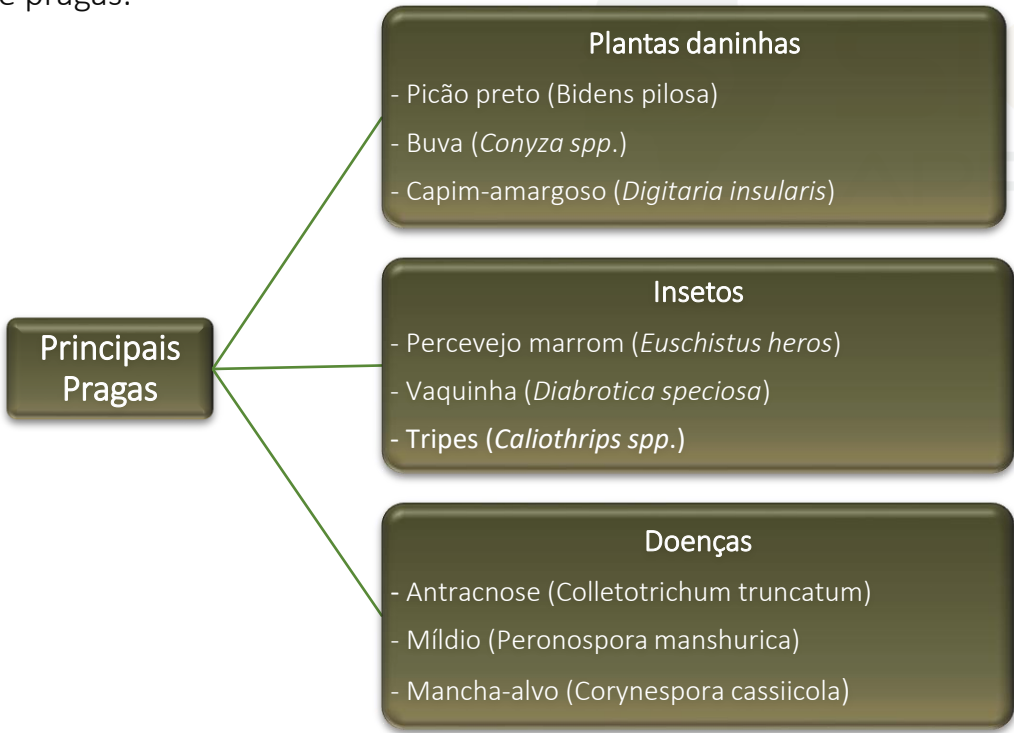 e pragas.
Plantas daninhas
- Picão preto (Bidens pilosa)
- Buva (Conyza spp.)
- Capim-amargoso (Digitaria insularis)
Principais
Pragas
Insetos
- Percevejo marrom (Euschistus heros)
- Vaquinha (Diabrotica speciosa)
- Tripes (Caliothrips spp.)
Doenças
- Antracnose (Colletotrichum truncatum)
- Míldio (Peronospora manshurica)
- Mancha-alvo (Corynespora cassiicola)